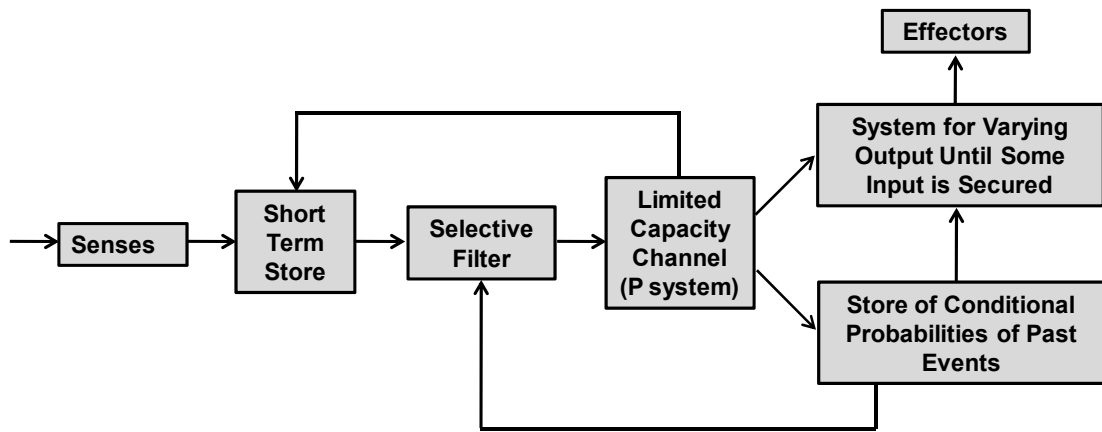 Effectors
System for Varying
Output Until Some
Input is Secured
Senses
Short
Term
Store
Selective
Filter
Limited
Capacity
Channel
(P system)
Store of Conditional
Probabilities of Past
Events